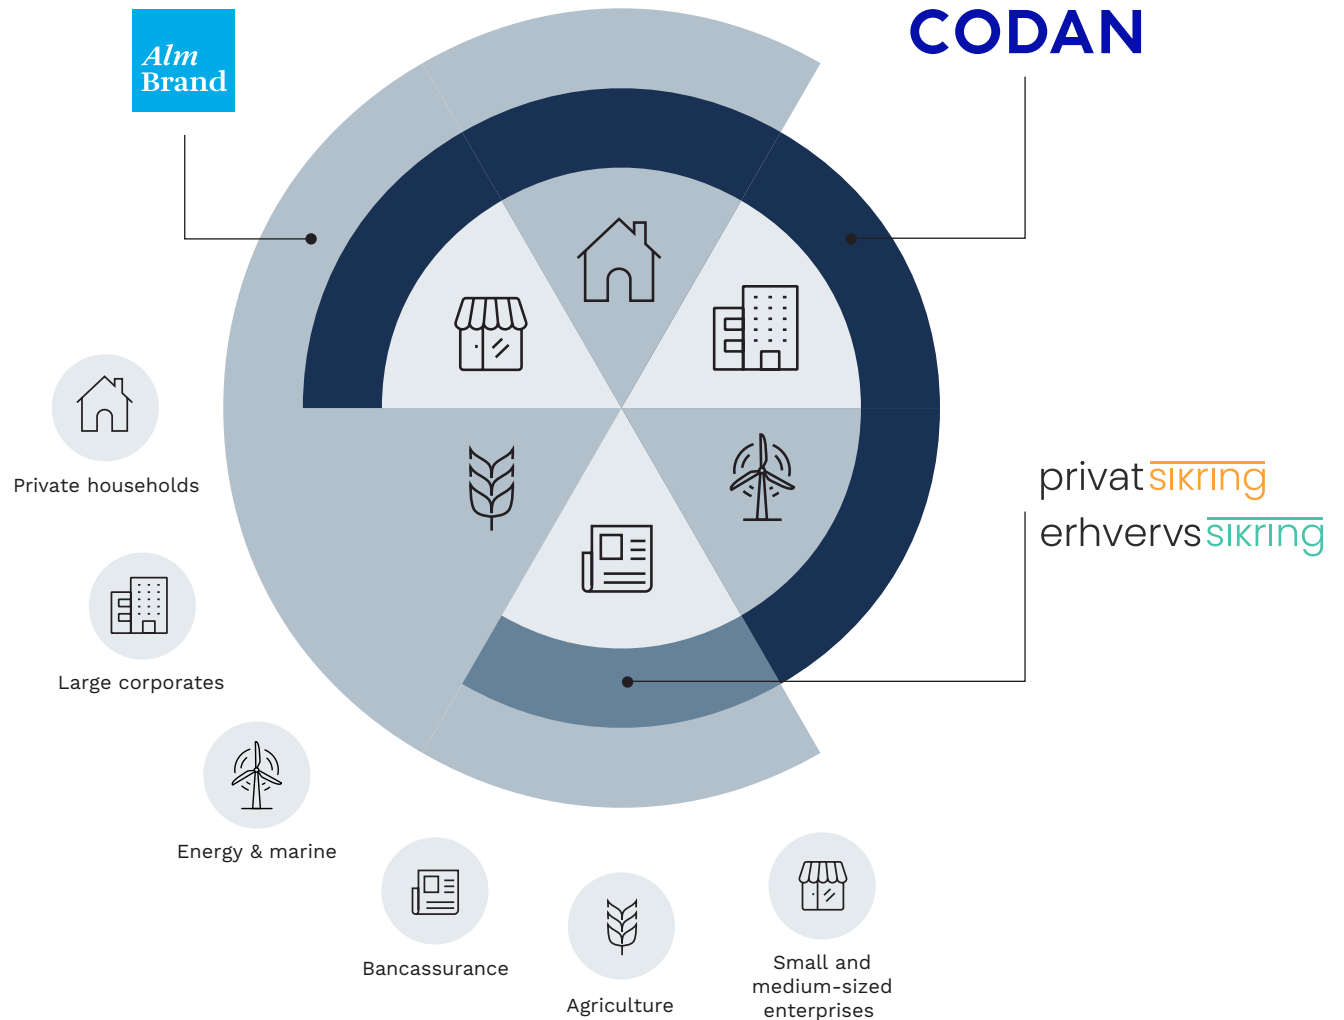 Alm
Brand
CODAN
privatsikring
erhvervssikring
Private households
Large corporates
Energy & marine
Bancassurance
Agriculture
Small and
medium-sized
enterprises